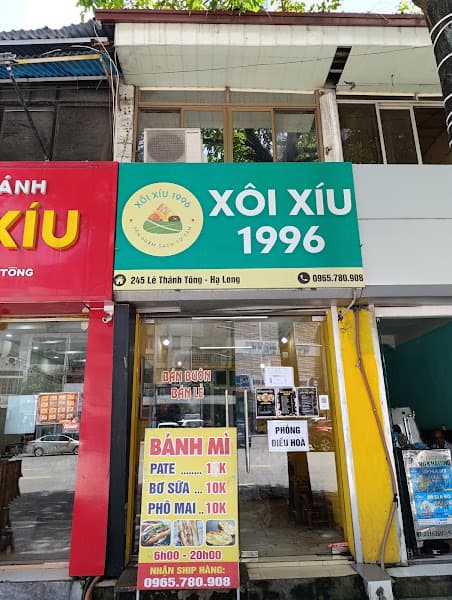 ÁNH
XÍU
TÔNG
XÔI XÍU 1996
XÔI XÍU
1996
245 Lê Thánh Tông - Hạ Long
0965.780.908
BÁN BUÔN
BÁN LẺ
PHÒNG
ĐIỀU HOÀ
BÁNH MÌ
PATE ........ 1 K
BƠ SỮA ... 10K
PHÔ MAI .. 10K
6h00 - 20h00
NHẬN SHIP HÀNG:
0965.780.908